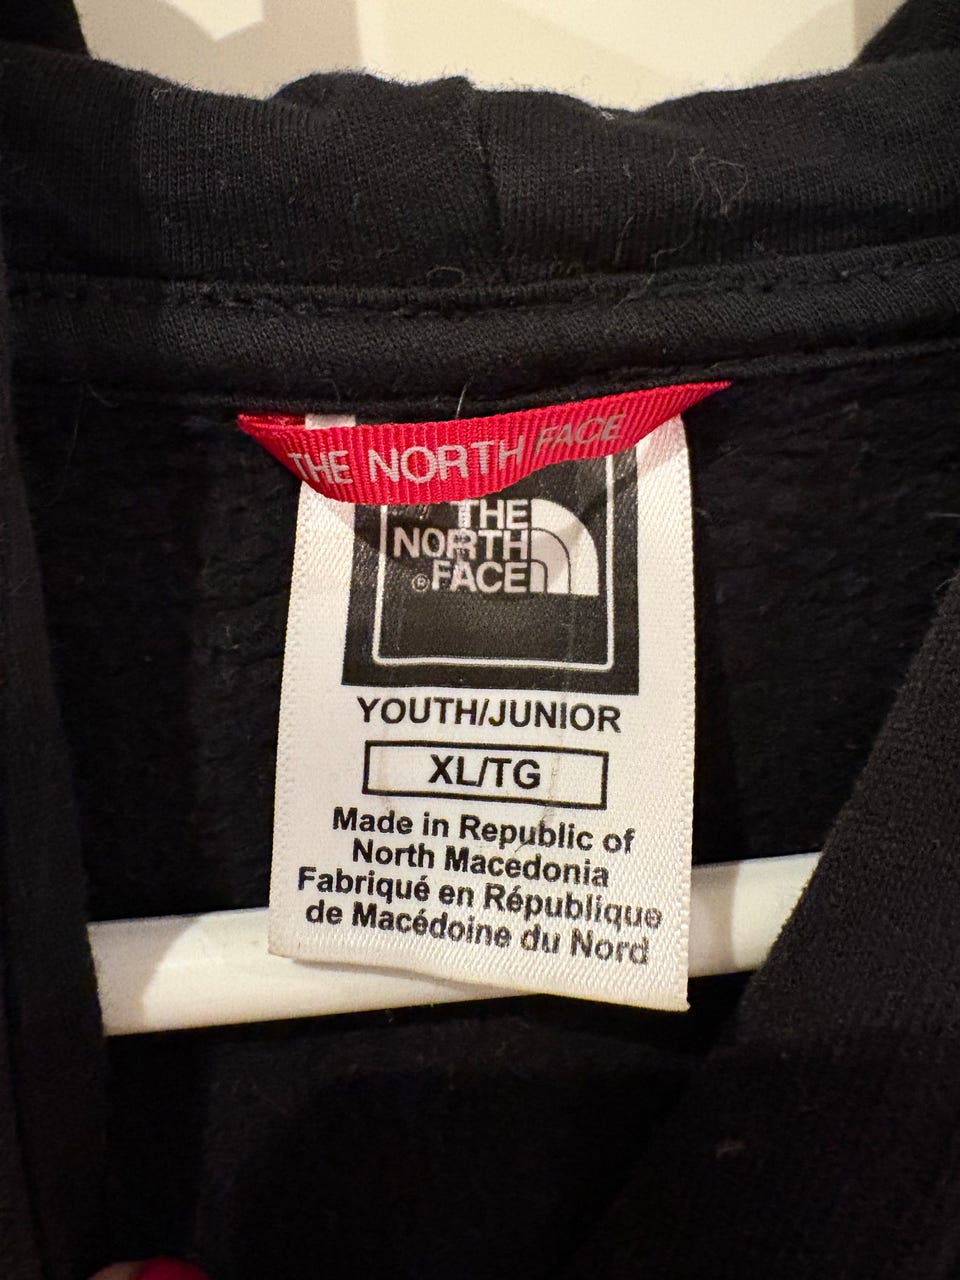 THE NORTH FACE
THE
NORTH
® FACE
YOUTH/JUNIOR
XL/TG
Made in Republic of
North Macedonia
Fabriqué en République
de Macédoine du Nord